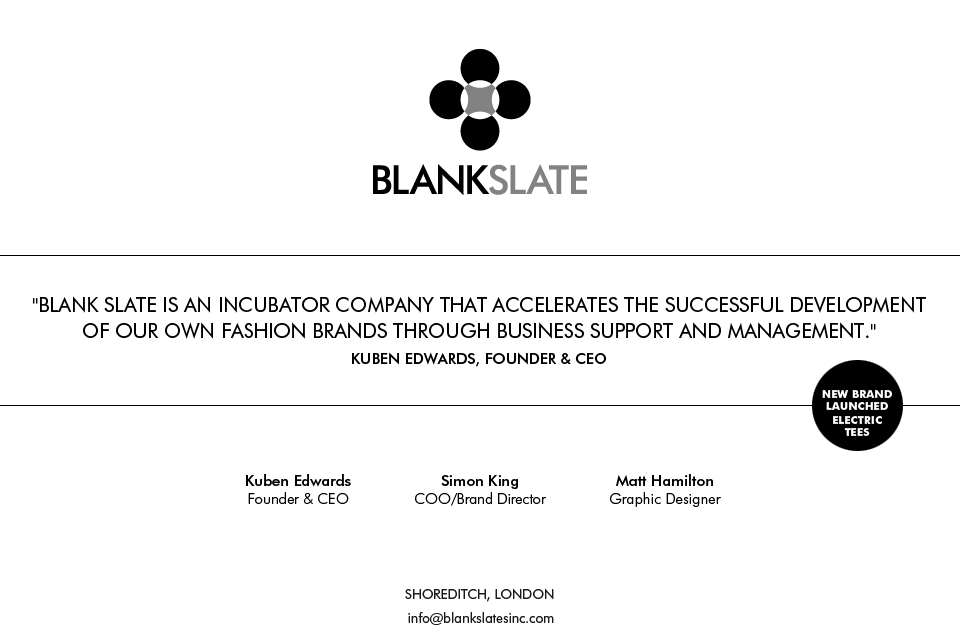 BLANKSLATE
"BLANK SLATE IS AN INCUBATOR COMPANY THAT ACCELERATES THE SUCCESSFUL DEVELOPMENT
OF OUR OWN FASHION BRANDS THROUGH BUSINESS SUPPORT AND MANAGEMENT."
KUBEN EDWARDS, FOUNDER & CEO
NEW BRAND
LAUNCHED
ELECTRIC
TEES
Kuben Edwards
Founder & CEO
Simon King
COO/Brand Director
Matt Hamilton
Graphic Designer
SHOREDITCH, LONDON
info@blankslatesinc.com